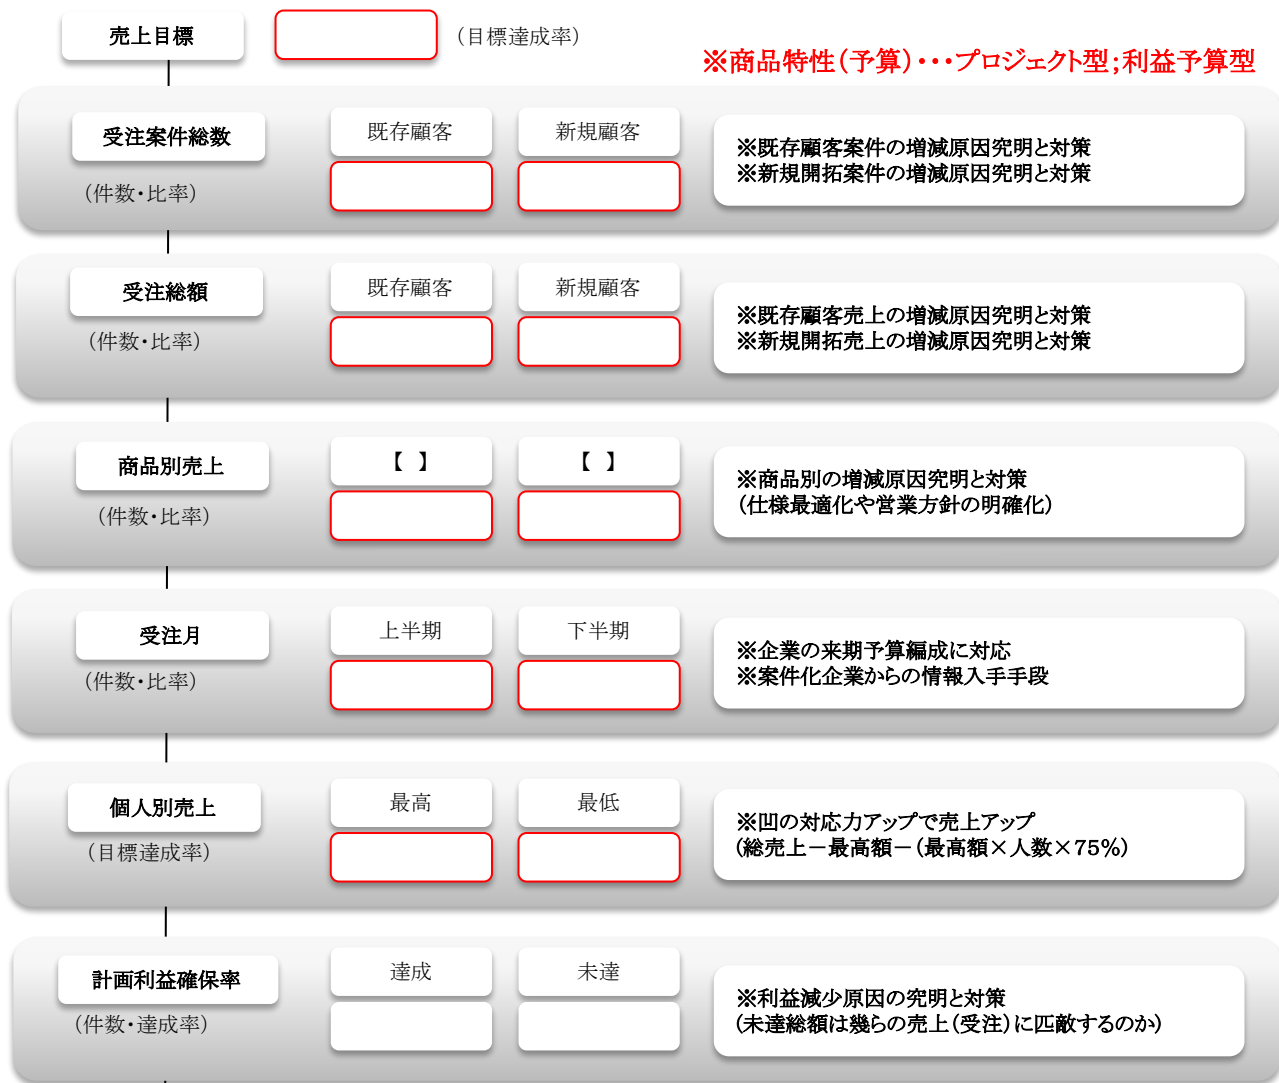 売上目標
（目標達成率）
※商品特性（予算）・・・プロジェクト型；利益予算型
受注案件総数
（件数・比率）
既存顧客
新規顧客
※既存顧客案件の増減原因究明と対策
※新規開拓案件の増減原因究明と対策
受注総額
（件数・比率）
既存顧客
新規顧客
※既存顧客売上の増減原因究明と対策
※新規開拓売上の増減原因究明と対策
商品別売上
（件数・比率）
【 】
【 】
※商品別の増減原因究明と対策
（仕様最適化や営業方針の明確化）
受注月
（件数・比率）
上半期
下半期
※企業の来期予算編成に対応
※案件化企業からの情報入手手段
個人別売上
（目標達成率）
最高
最低
※凹の対応力アップで売上アップ
（総売上－最高額－（最高額×人数×75％）
計画利益確保率
（件数・達成率）
達成
未達
※利益減少原因の究明と対策
（未達総額は幾らの売上（受注）に匹敵するのか）